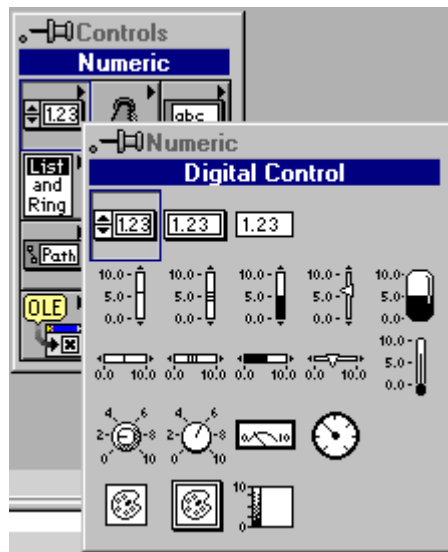 Controls
Numeric
1.23
abc
List
and
Ring
Path
OLE
Numeric
Digital Control
1.23 1.23 1.23
10.0 10.0 10.0 10.0 10.0
5.0 5.0 5.0 5.0 5.0
0.0 0.0 0.0 0.0 0.0
10.0
5.0
0.0
0.0 10.0 0.0 10.0 0.0 10.0 0.0 10.0
4 6 4 6
2 8 2 8
0 10 0 10
0 10
10
0